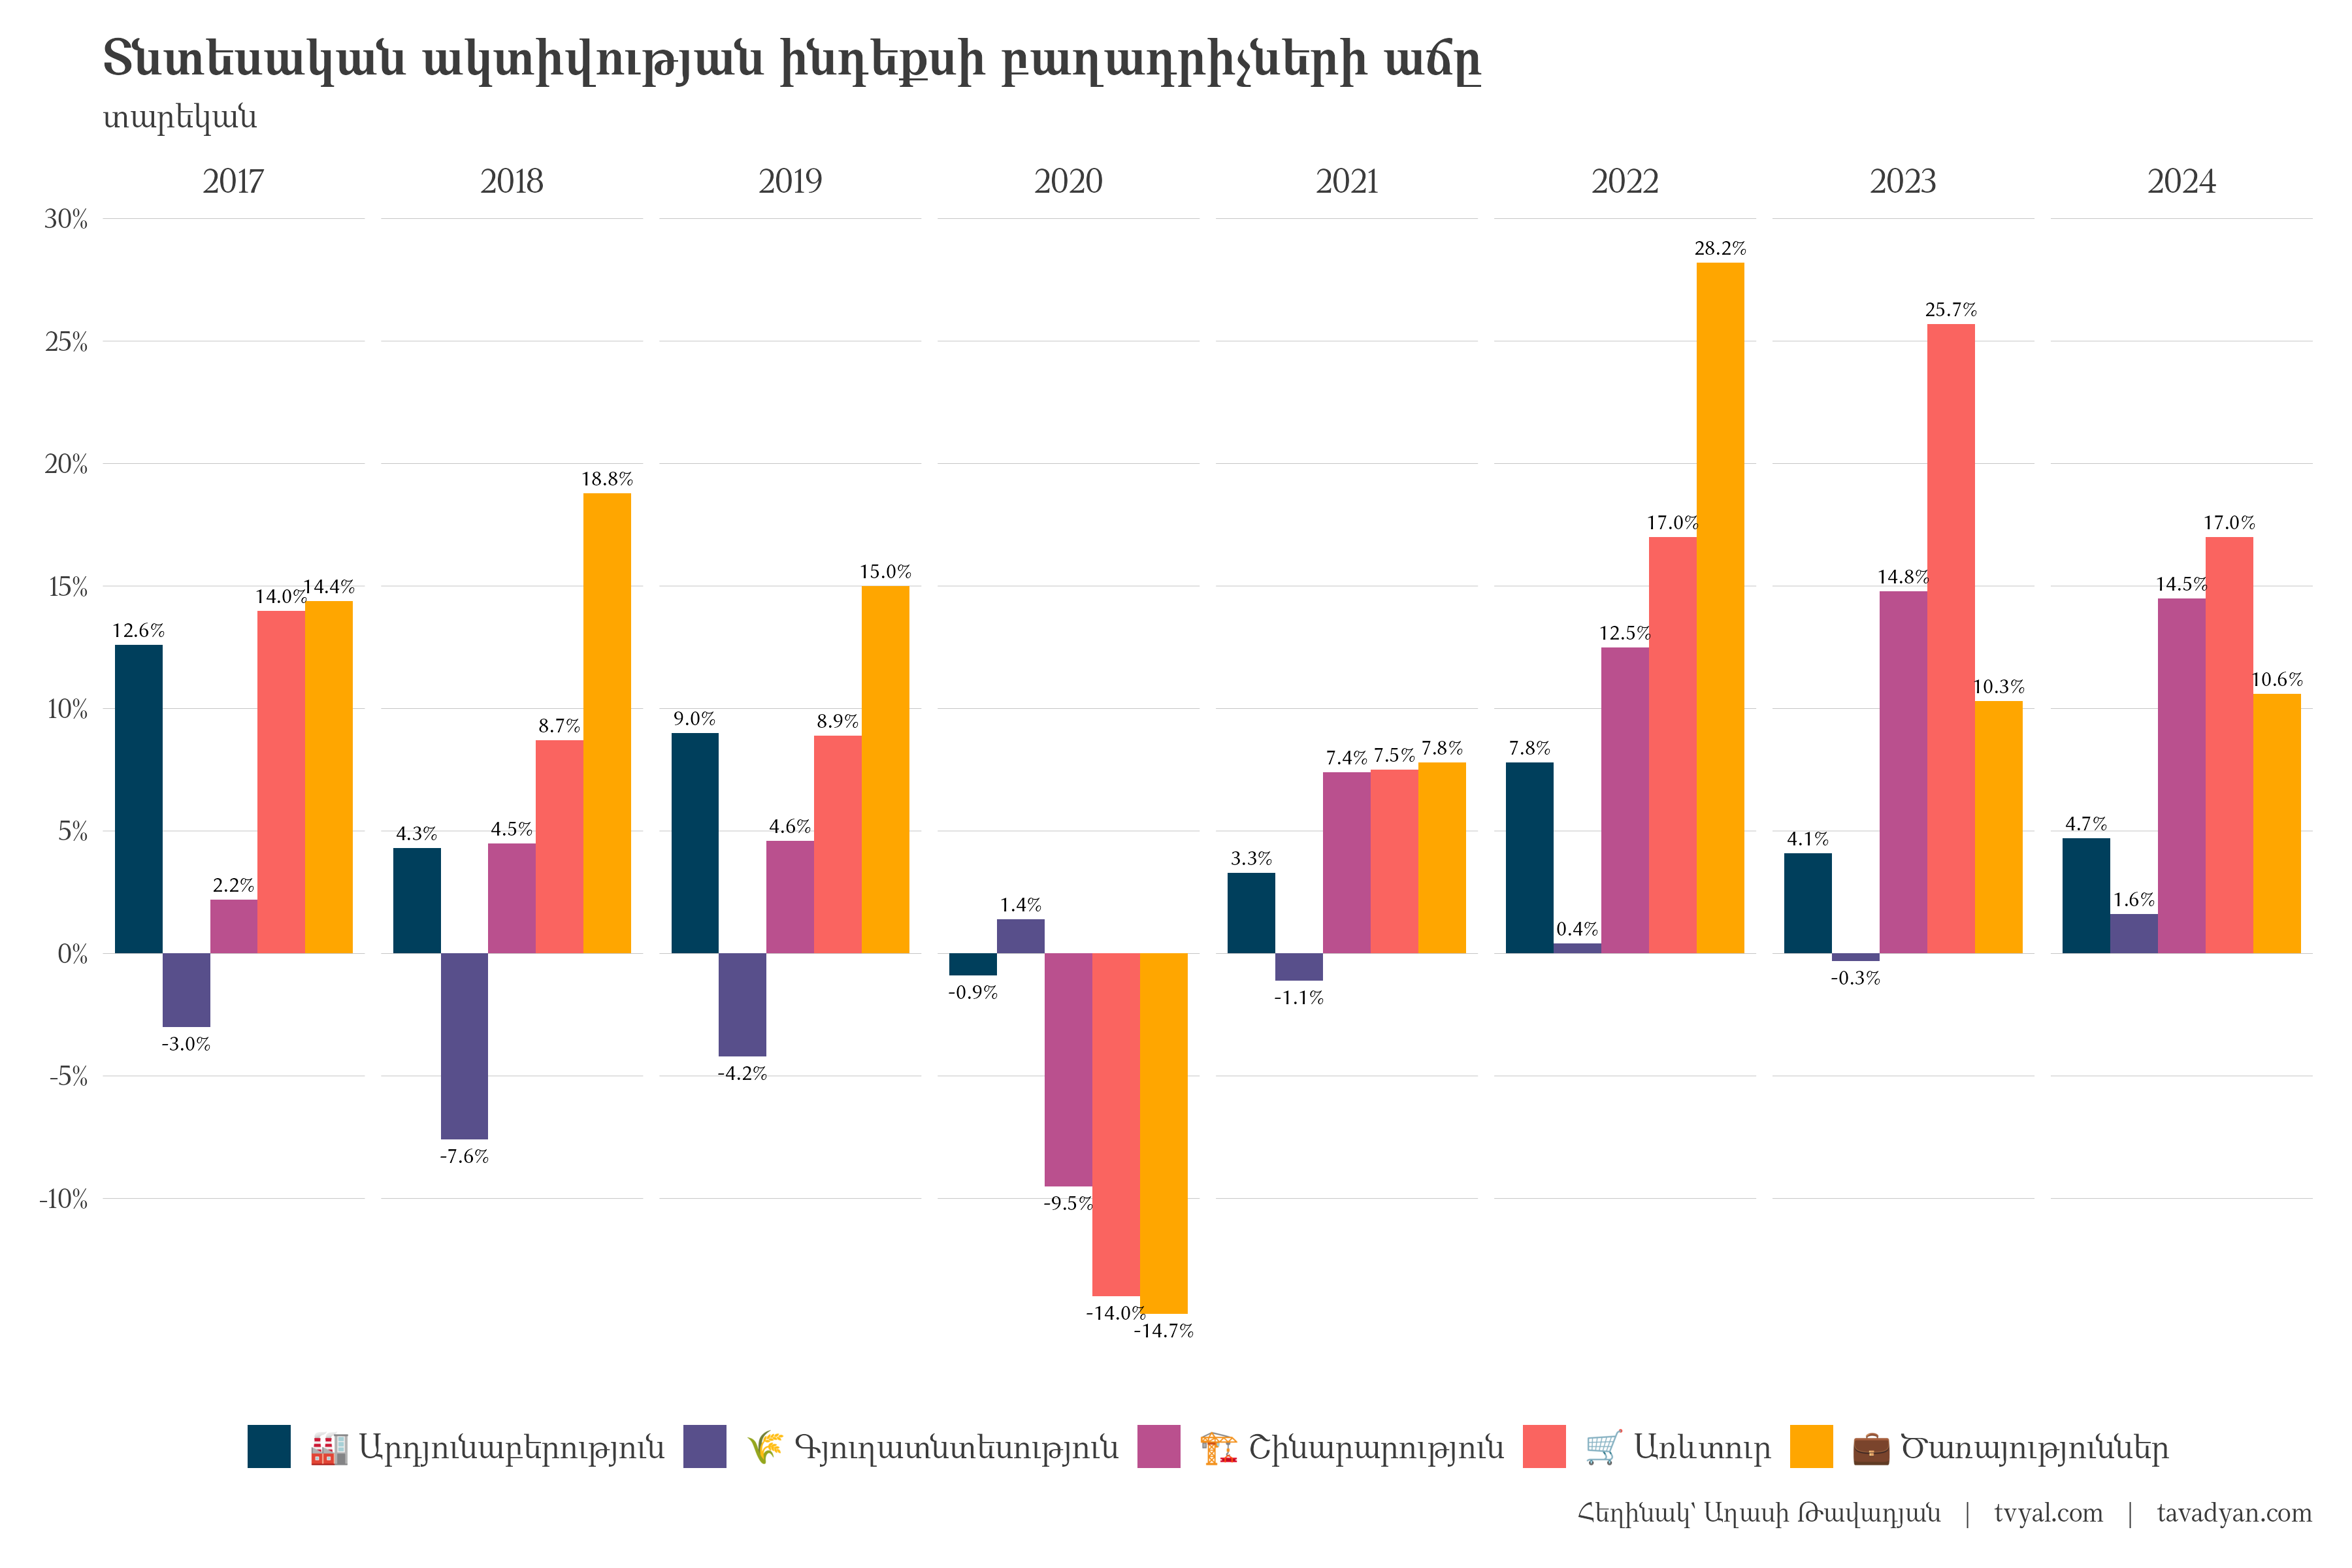 Տնտեսական ակտիվության ինդեքսի բաղադրիչների աճը
տարեկան
2017 2018 2019 2020 2021 2022 2023 2024
30%
25%
20%
15%
10%
5%
0%
-5%
-10%
12.6% -3.0% 2.2% 14.0% 14.4%
4.3% -7.6% 4.5% 8.7% 18.8%
9.0% -4.2% 4.6% 8.9% 15.0%
-0.9% 1.4% -9.5% -14.0% -14.7%
3.3% -1.1% 7.4% 7.5% 7.8%
7.8% 0.4% 12.5% 17.0% 28.2%
4.1% -0.3% 14.8% 25.7% 10.3%
4.7% 1.6% 14.5% 17.0% 10.6%
Արդյունաբերություն Գյուղատնտեսություն Շինարարություն Առևտուր Ծառայություններ
Հեղինակ՝ Աղասի Թավադյան | tvyal.com | tavadyan.com